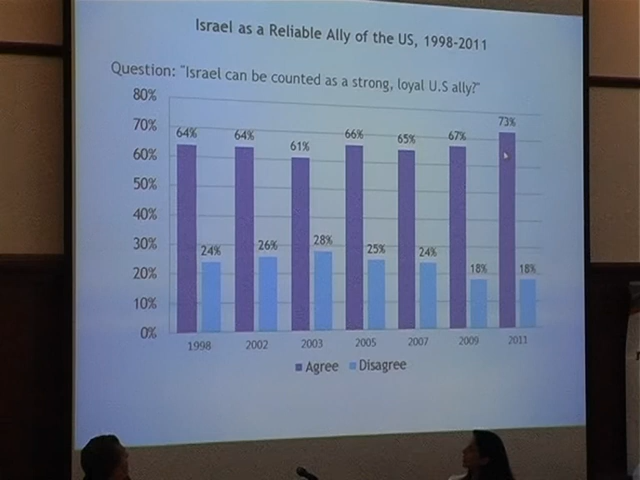 Israel as a Reliable Ally of the US, 1998-2011
Question: "Israel can be counted as a strong, loyal U.S ally?"
80%
70%
60%
50%
40%
30%
20%
10%
0%
64% 24% 64% 26% 61% 28% 66% 25% 65% 24% 67% 18% 73% 18%
1998 2002 2003 2005 2007 2009 2011
Agree Disagree